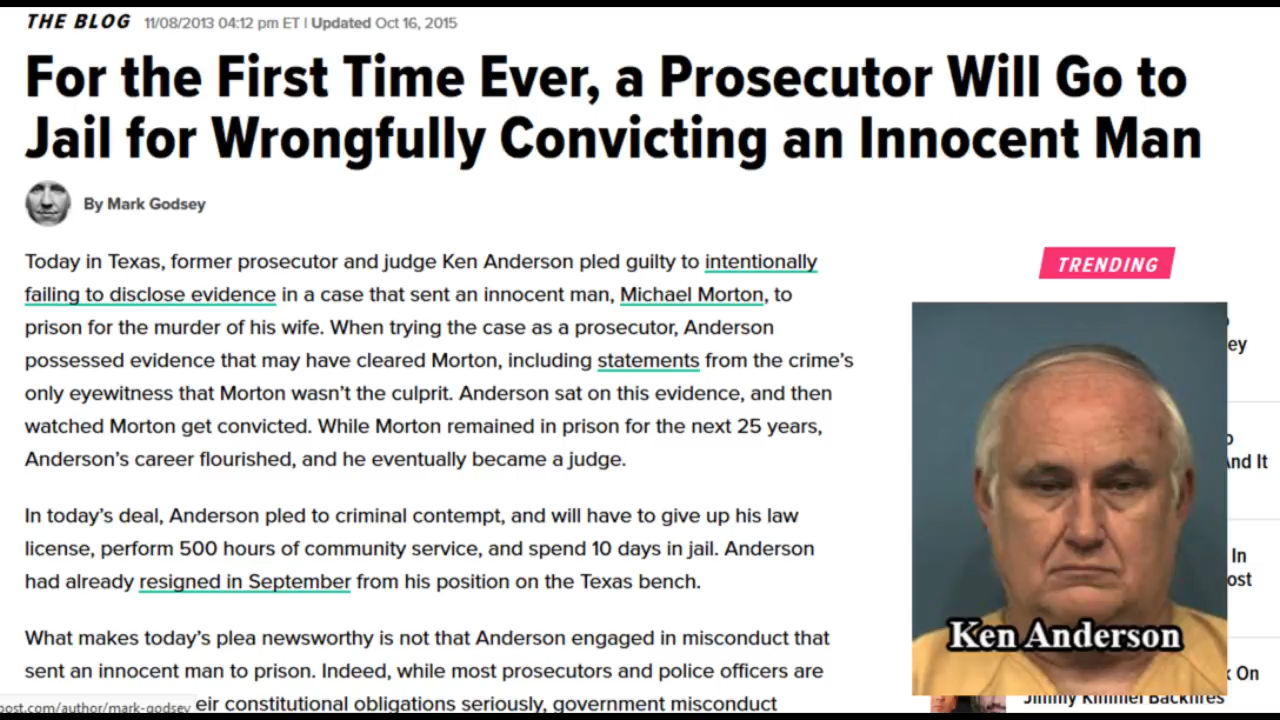 THE BLOG 11/08/2013 04:12 pm ET | Updated Oct 16, 2015
For the First Time Ever, a Prosecutor Will Go to
Jail for Wrongfully Convicting an Innocent Man
By Mark Godsey
Today in Texas, former prosecutor and judge Ken Anderson pled guilty to intentionally
failing to disclose evidence in a case that sent an innocent man, Michael Morton, to
prison for the murder of his wife. When trying the case as a prosecutor, Anderson
possessed evidence that may have cleared Morton, including statements from the crime's
only eyewitness that Morton wasn't the culprit. Anderson sat on this evidence, and then
watched Morton get convicted. While Morton remained in prison for the next 25 years,
Anderson's career flourished, and he eventually became a judge.
In today's deal, Anderson pled to criminal contempt, and will have to give up his law
license, perform 500 hours of community service, and spend 10 days in jail. Anderson
had already resigned in September from his position on the Texas bench.
What makes today's plea newsworthy is not that Anderson engaged in misconduct that
sent an innocent man to prison. Indeed, while most prosecutors and police officers are
eir constitutional obligations seriously, government misconduct
post.com/author/mark-godsey
TRENDING
ey
And It
In
ost
Ken Anderson
On
Jimmy Kimmel Backfires